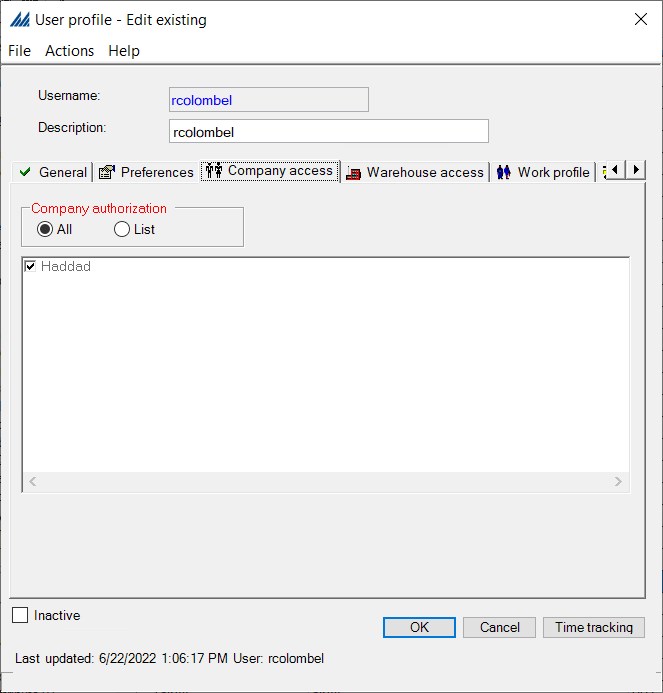 User profile - Edit existing
File Actions Help
Username: rcolombel
Description: rcolombel
General Preferences Company access Warehouse access Work profile
Company authorization
All List
Haddad
Inactive
OK Cancel Time tracking
Last updated: 6/22/2022 1:06:17 PM User: rcolombel